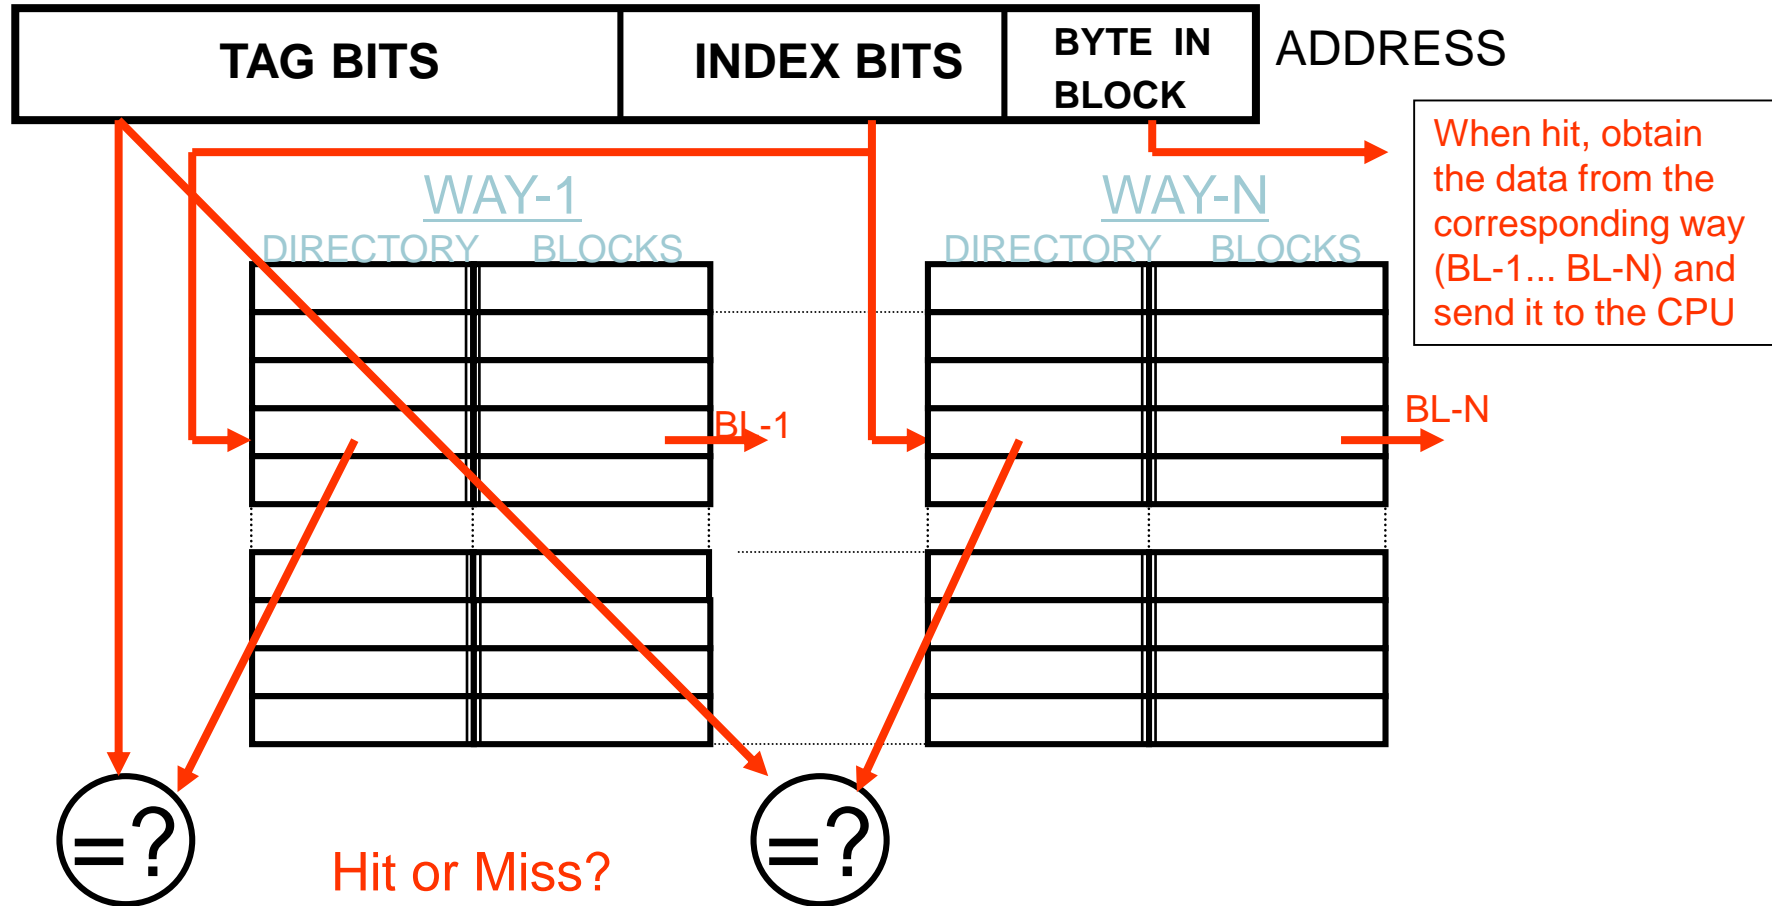 TAG BITS
INDEX BITS
BYTE IN
BLOCK
ADDRESS
When hit, obtain
the data from the
corresponding way
(BL-1... BL-N) and
send it to the CPU
WAY-1
WAY-N
DIRECTORY BLOCKS
DIRECTORY BLOCKS
BL-1
BL-N
=?
=?
Hit or Miss?